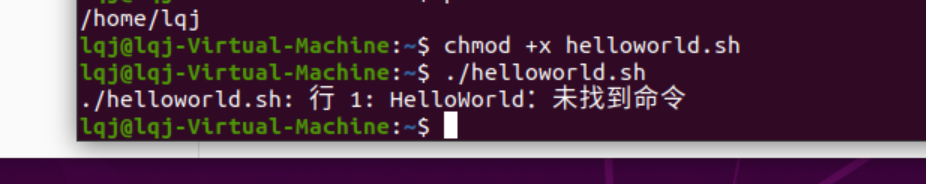 /home/lqj
lqj@lqj-Virtual-Machine:~$ chmod +x helloworld.sh
lqj@lqj-Virtual-Machine:~$ ./helloworld.sh
./helloworld.sh: 行 1: HelloWorld: 未找到命令
lqj@lqj-Virtual-Machine:~$